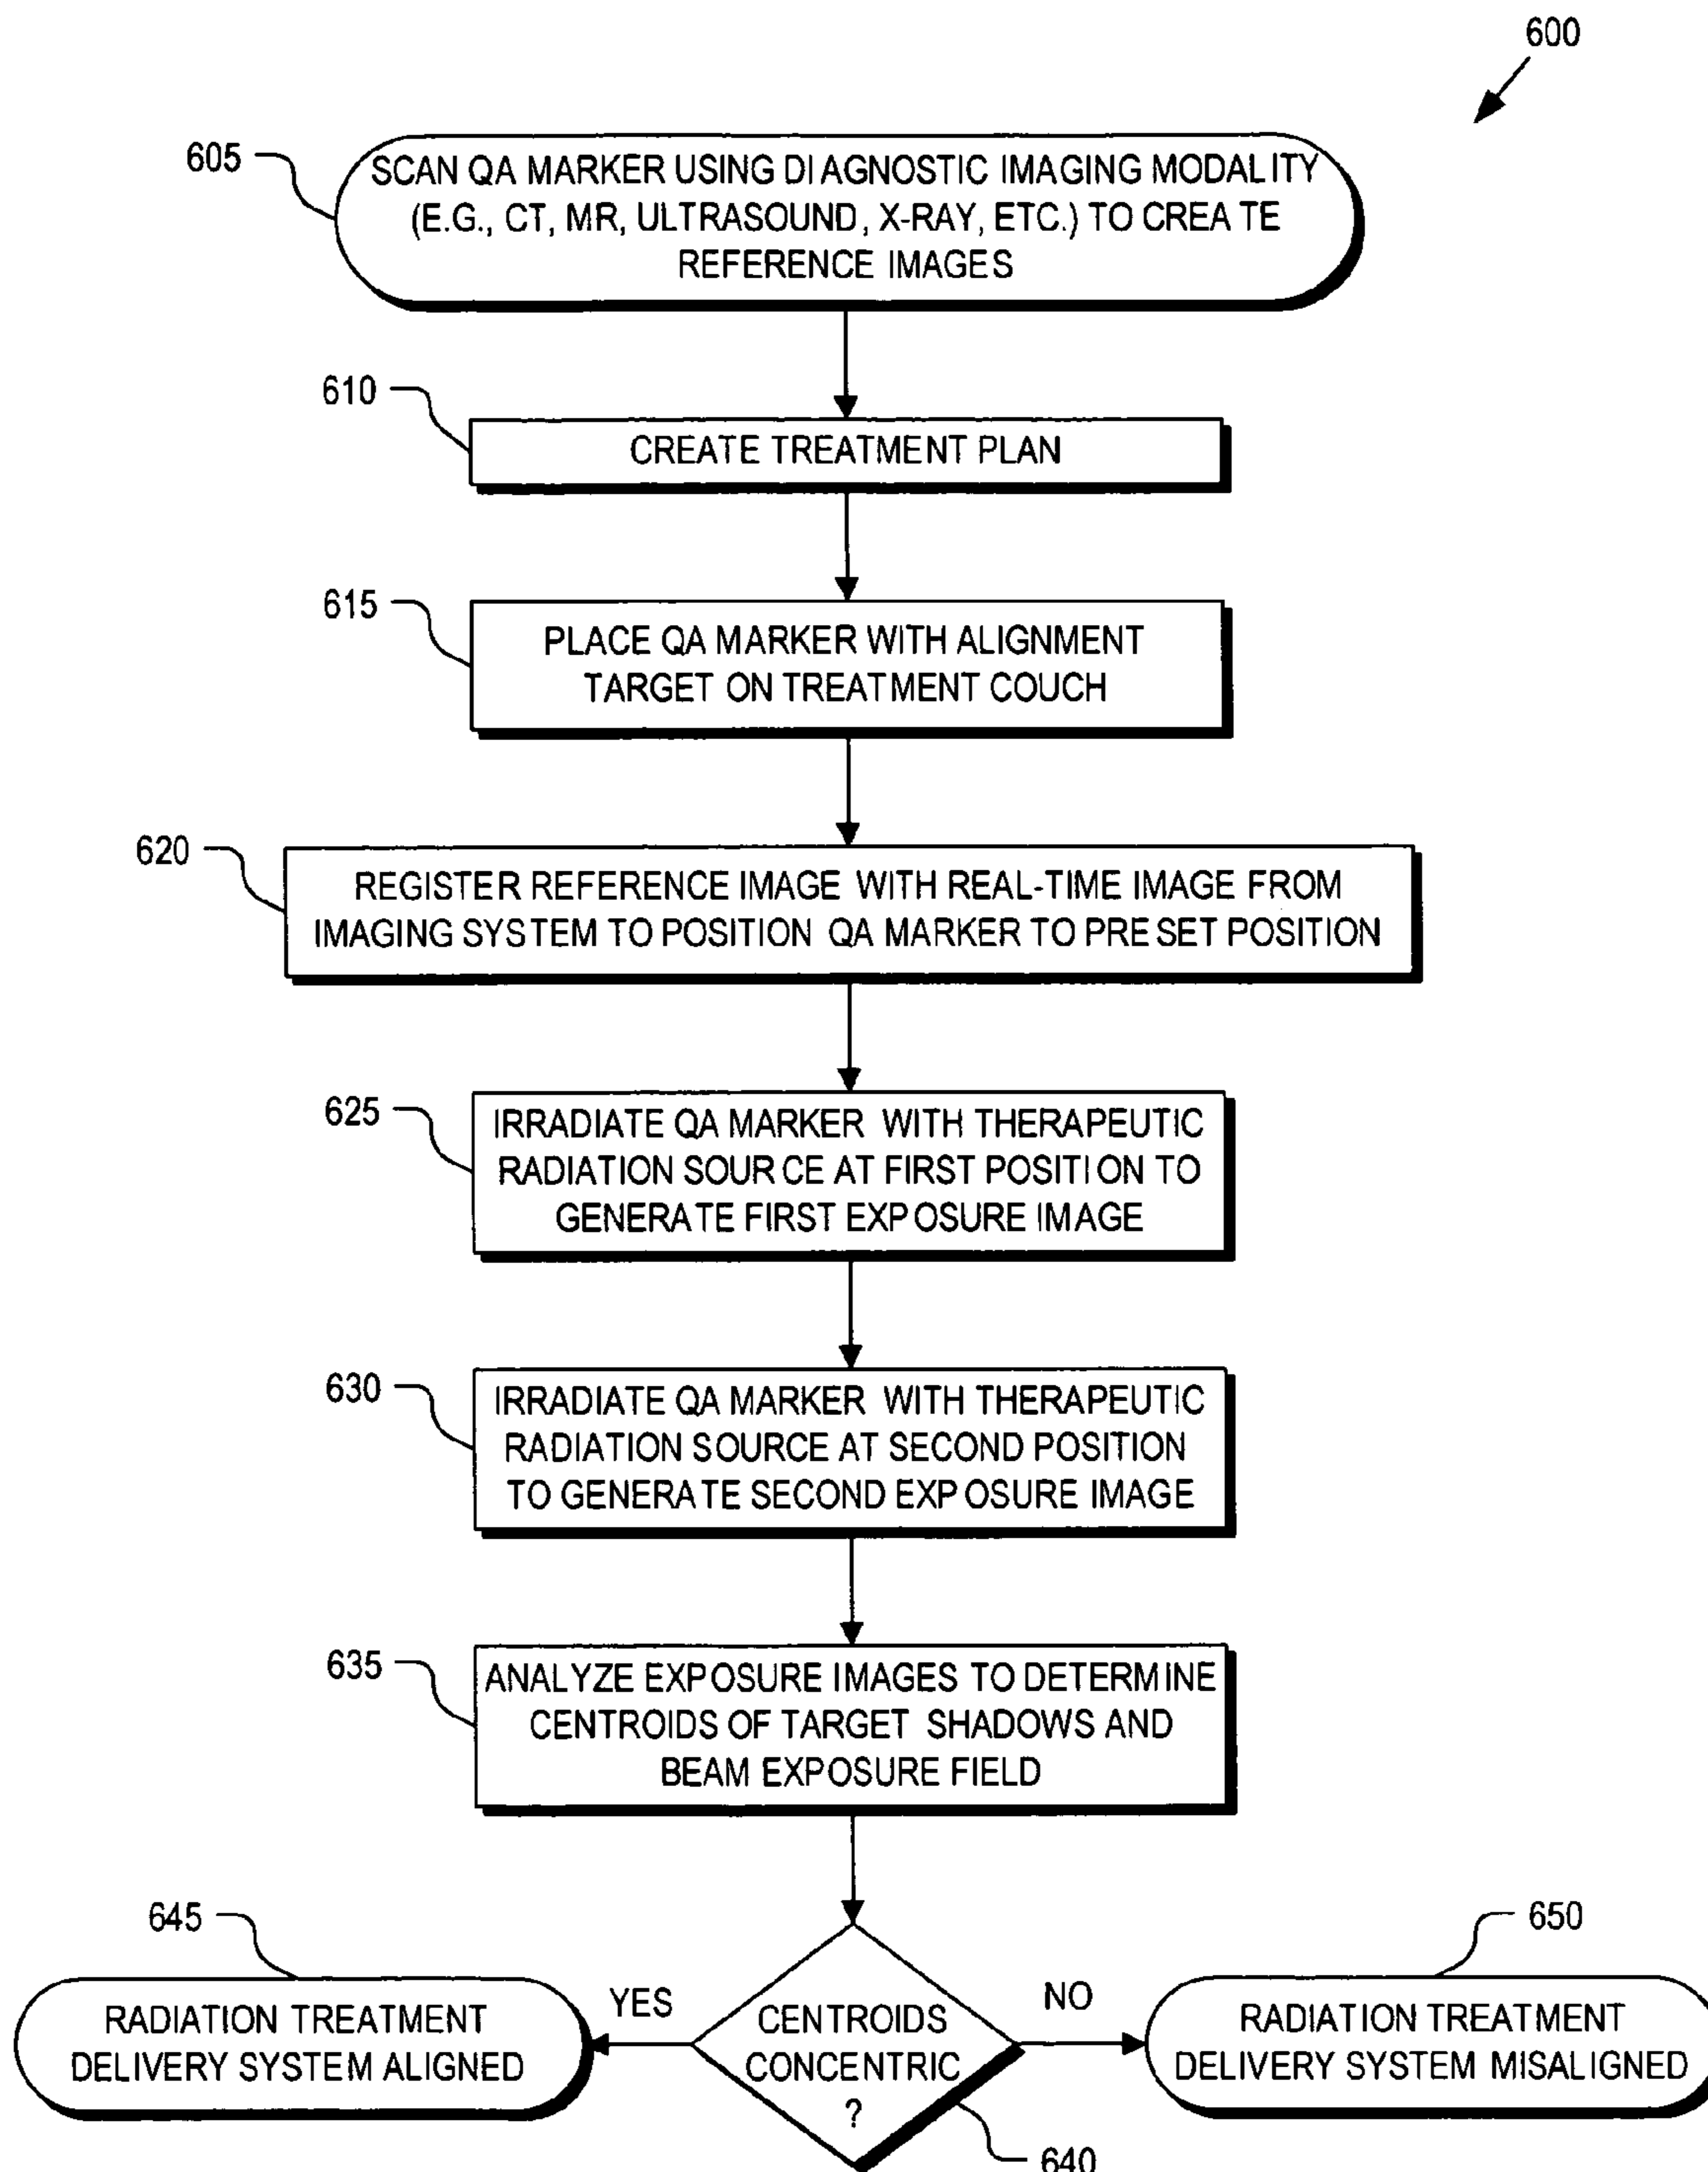 600
605
SCAN QA MARKER USING DIAGNOSTIC IMAGING MODALITY
(E.G., CT, MR, ULTRASOUND, X-RAY, ETC.) TO CREATE
REFERENCE IMAGES
610
CREATE TREATMENT PLAN
615
PLACE QA MARKER WITH ALIGNMENT
TARGET ON TREATMENT COUCH
620
REGISTER REFERENCE IMAGE WITH REAL-TIME IMAGE FROM
IMAGING SYSTEM TO POSITION QA MARKER TO PRESET POSITION
625
IRRADIATE QA MARKER WITH THERAPEUTIC
RADIATION SOURCE AT FIRST POSITION TO
GENERATE FIRST EXPOSURE IMAGE
630
IRRADIATE QA MARKER WITH THERAPEUTIC
RADIATION SOURCE AT SECOND POSITION
TO GENERATE SECOND EXPOSURE IMAGE
635
ANALYZE EXPOSURE IMAGES TO DETERMINE
CENTROIDS OF TARGET SHADOWS AND
BEAM EXPOSURE FIELD
645
RADIATION TREATMENT
DELIVERY SYSTEM ALIGNED
YES
CENTROIDS
CONCENTRIC
?
640
NO
650
RADIATION TREATMENT
DELIVERY SYSTEM MISALIGNED